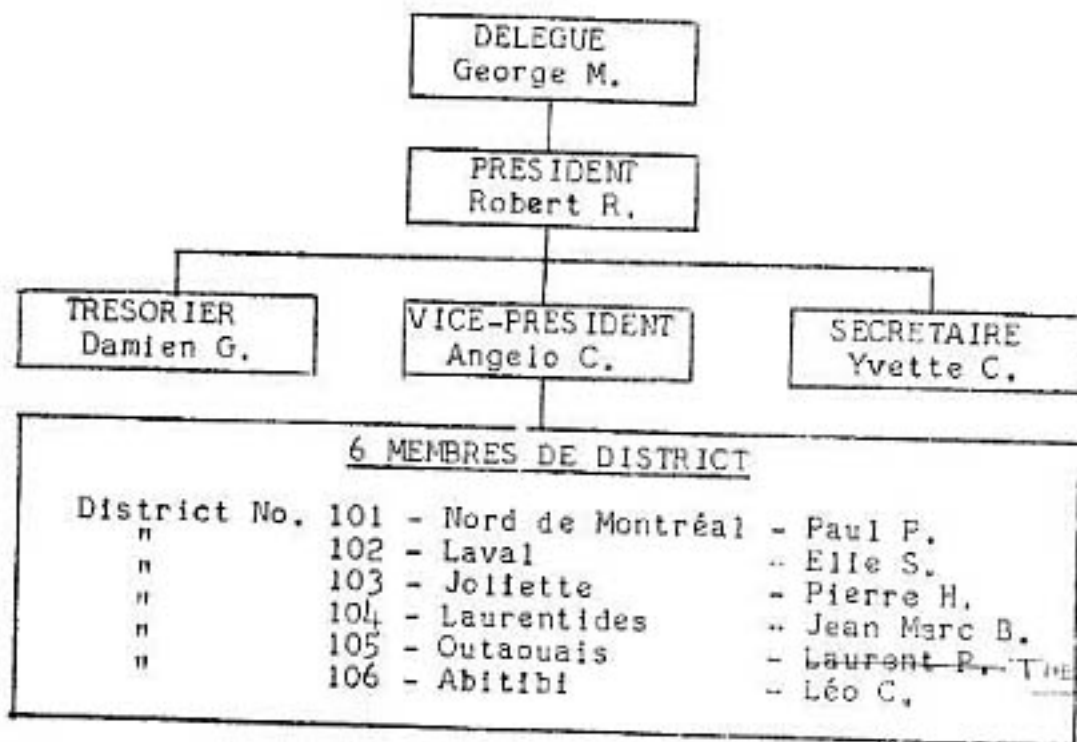 DELEGUE
George M.
PRESIDENT
Robert R.
TRESORIER
Damien G.
VICE-PRESIDENT
Angelo C.
SECRETAIRE
Yvette C.
6 MEMBRES DE DISTRICT
District No. 101 - Nord de Montréal - Paul P.
" 102 - Laval - Elie S.
" 103 - Joliette - Pierre H.
" 104 - Laurentides - Jean Marc B.
" 105 - Outaouais - Laurent P.
" 106 - Abitibi - Léo C.